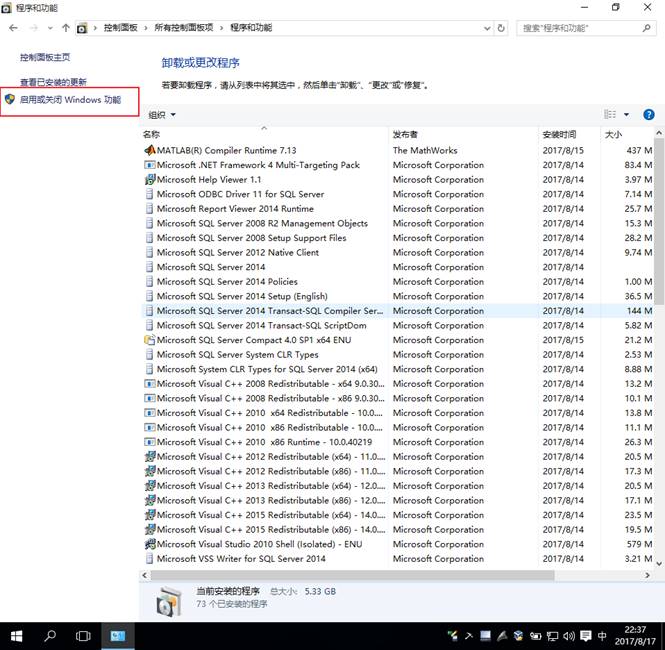 程序和功能
控制面板 > 所有控制面板项 > 程序和功能
搜索"程序和功能"
控制面板主页
查看已安装的更新
启用或关闭 Windows 功能
卸载或更改程序
若要卸载程序，请从列表中将其选中，然后单击"卸载"、"更改"或"修复"。
组织
名称 发布者 安装时间 大小
MATLAB(R) Compiler Runtime 7.13 The MathWorks 2017/8/15 437 M
Microsoft .NET Framework 4 Multi-Targeting Pack Microsoft Corporation 2017/8/14 83.4 M
Microsoft Help Viewer 1.1 Microsoft Corporation 2017/8/14 3.97 M
Microsoft ODBC Driver 11 for SQL Server Microsoft Corporation 2017/8/14 7.14 M
Microsoft Report Viewer 2014 Runtime Microsoft Corporation 2017/8/14 25.7 M
Microsoft SQL Server 2008 R2 Management Objects Microsoft Corporation 2017/8/14 15.3 M
Microsoft SQL Server 2008 Setup Support Files Microsoft Corporation 2017/8/14 28.2 M
Microsoft SQL Server 2012 Native Client Microsoft Corporation 2017/8/14 9.74 M
Microsoft SQL Server 2014 Microsoft Corporation 2017/8/14
Microsoft SQL Server 2014 Policies Microsoft Corporation 2017/8/14 1.00 M
Microsoft SQL Server 2014 Setup (English) Microsoft Corporation 2017/8/14 36.5 M
Microsoft SQL Server 2014 Transact-SQL Compiler Ser... Microsoft Corporation 2017/8/14 144 M
Microsoft SQL Server 2014 Transact-SQL ScriptDom Microsoft Corporation 2017/8/14 5.82 M
Microsoft SQL Server Compact 4.0 SP1 x64 ENU Microsoft Corporation 2017/8/15 21.2 M
Microsoft SQL Server System CLR Types Microsoft Corporation 2017/8/14 2.53 M
Microsoft System CLR Types for SQL Server 2014 (x64) Microsoft Corporation 2017/8/14 8.88 M
Microsoft Visual C++ 2008 Redistributable - x64 9.0.30... Microsoft Corporation 2017/8/14 13.2 M
Microsoft Visual C++ 2008 Redistributable - x86 9.0.30... Microsoft Corporation 2017/8/14 10.1 M
Microsoft Visual C++ 2010 x64 Redistributable - 10.0.... Microsoft Corporation 2017/8/14 13.8 M
Microsoft Visual C++ 2010 x86 Redistributable - 10.0.... Microsoft Corporation 2017/8/14 11.1 M
Microsoft Visual C++ 2010 x86 Runtime - 10.0.40219 Microsoft Corporation 2017/8/14 26.3 M
Microsoft Visual C++ 2012 Redistributable (x64) - 11.0.... Microsoft Corporation 2017/8/14 20.5 M
Microsoft Visual C++ 2012 Redistributable (x86) - 11.0.... Microsoft Corporation 2017/8/14 17.3 M
Microsoft Visual C++ 2013 Redistributable (x64) - 12.0.... Microsoft Corporation 2017/8/14 20.5 M
Microsoft Visual C++ 2013 Redistributable (x86) - 12.0.... Microsoft Corporation 2017/8/14 17.1 M
Microsoft Visual C++ 2015 Redistributable (x64) - 14.0.... Microsoft Corporation 2017/8/14 23.5 M
Microsoft Visual C++ 2015 Redistributable (x86) - 14.0.... Microsoft Corporation 2017/8/14 19.5 M
Microsoft Visual Studio 2010 Shell (Isolated) - ENU Microsoft Corporation 2017/8/14 579 M
Microsoft VSS Writer for SQL Server 2014 Microsoft Corporation 2017/8/14 3.21 M
当前安装的程序 总大小: 5.33 GB
73 个已安装的程序
中
22:37
2017/8/17